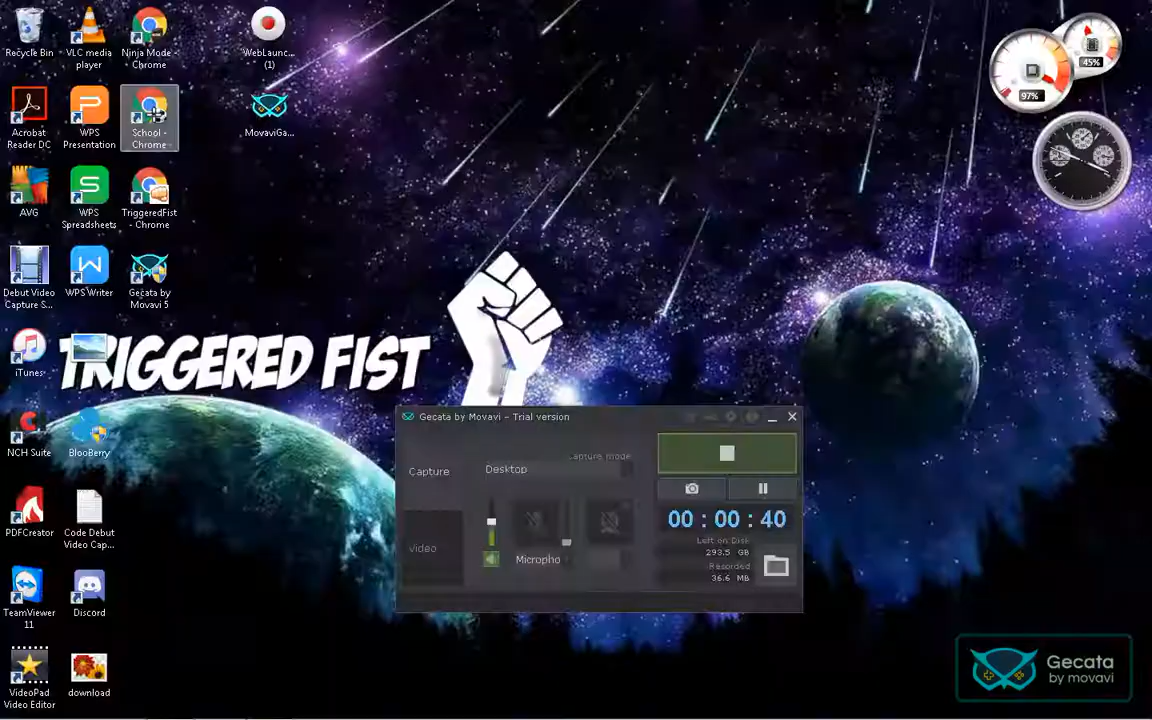 Recycle Bin
VLC media
player
Ninja Mode -
Chrome
WebLaunc...
(1)
Acrobat
Reader DC
WPS
Presentation
School -
Chrome
MovaviGa...
AVG
WPS
Spreadsheets
TriggeredFist
- Chrome
Debut Video
Capture S...
WPS Writer
Gecata by
Movavi 5
iTunes
TRIGGERED FIST
NCH Suite
BlooBerry
PDFCreator
Code Debut
Video Cap...
TeamViewer
11
Discord
VideoPad
Video Editor
download
45%
97%
Gecata by Movavi – Trial version
Capture
Capture mode
Desktop
Video
Micropho
00 : 00 : 40
Left on Disk
293.5 GB
Recorded
36.6 MB
Gecata
by movavi